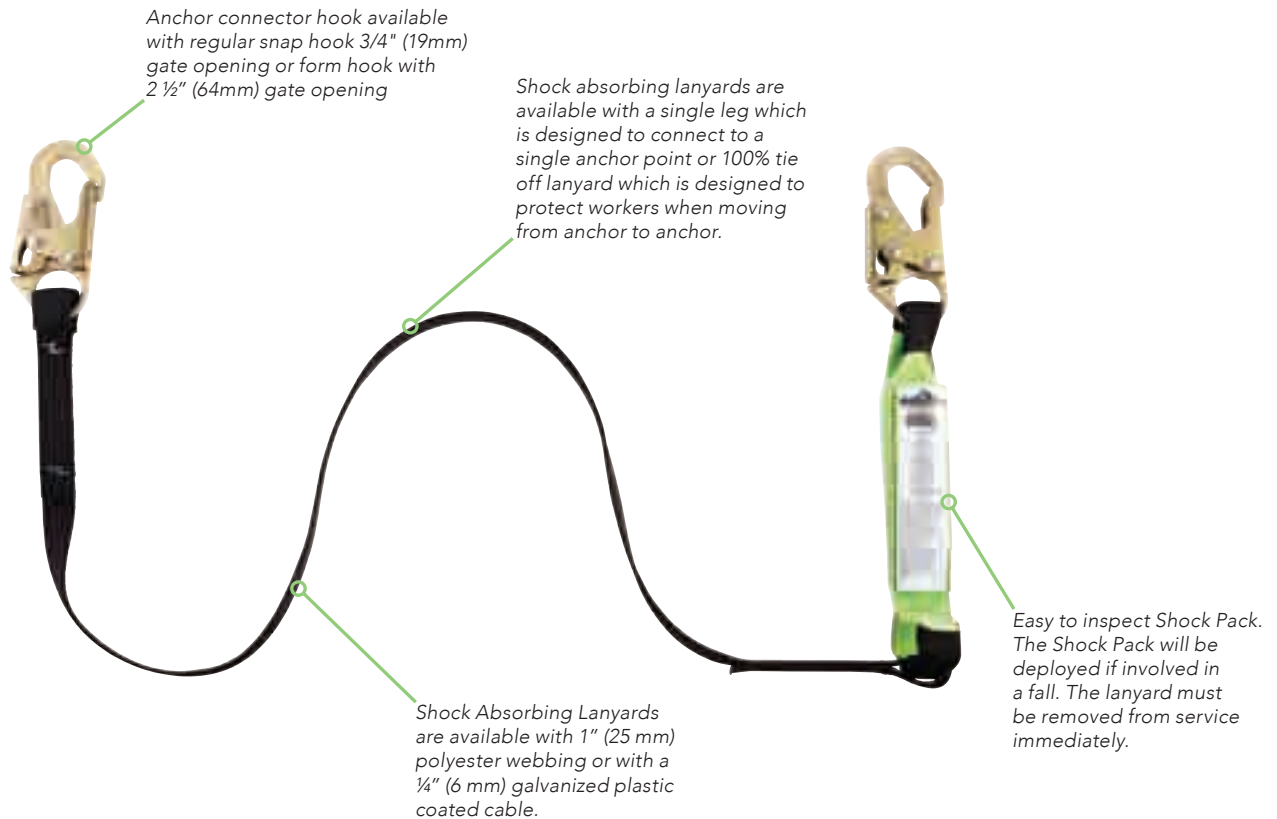 Anchor connector hook available
with regular snap hook 3/4" (19mm)
gate opening or form hook with
2 ½” (64mm) gate opening
Shock absorbing lanyards are
available with a single leg which
is designed to connect to a
single anchor point or 100% tie
off lanyard which is designed to
protect workers when moving
from anchor to anchor.
Easy to inspect Shock Pack.
The Shock Pack will be
deployed if involved in
a fall. The lanyard must
be removed from service
immediately.
Shock Absorbing Lanyards
are available with 1” (25 mm)
polyester webbing or with a
¼” (6 mm) galvanized plastic
coated cable.